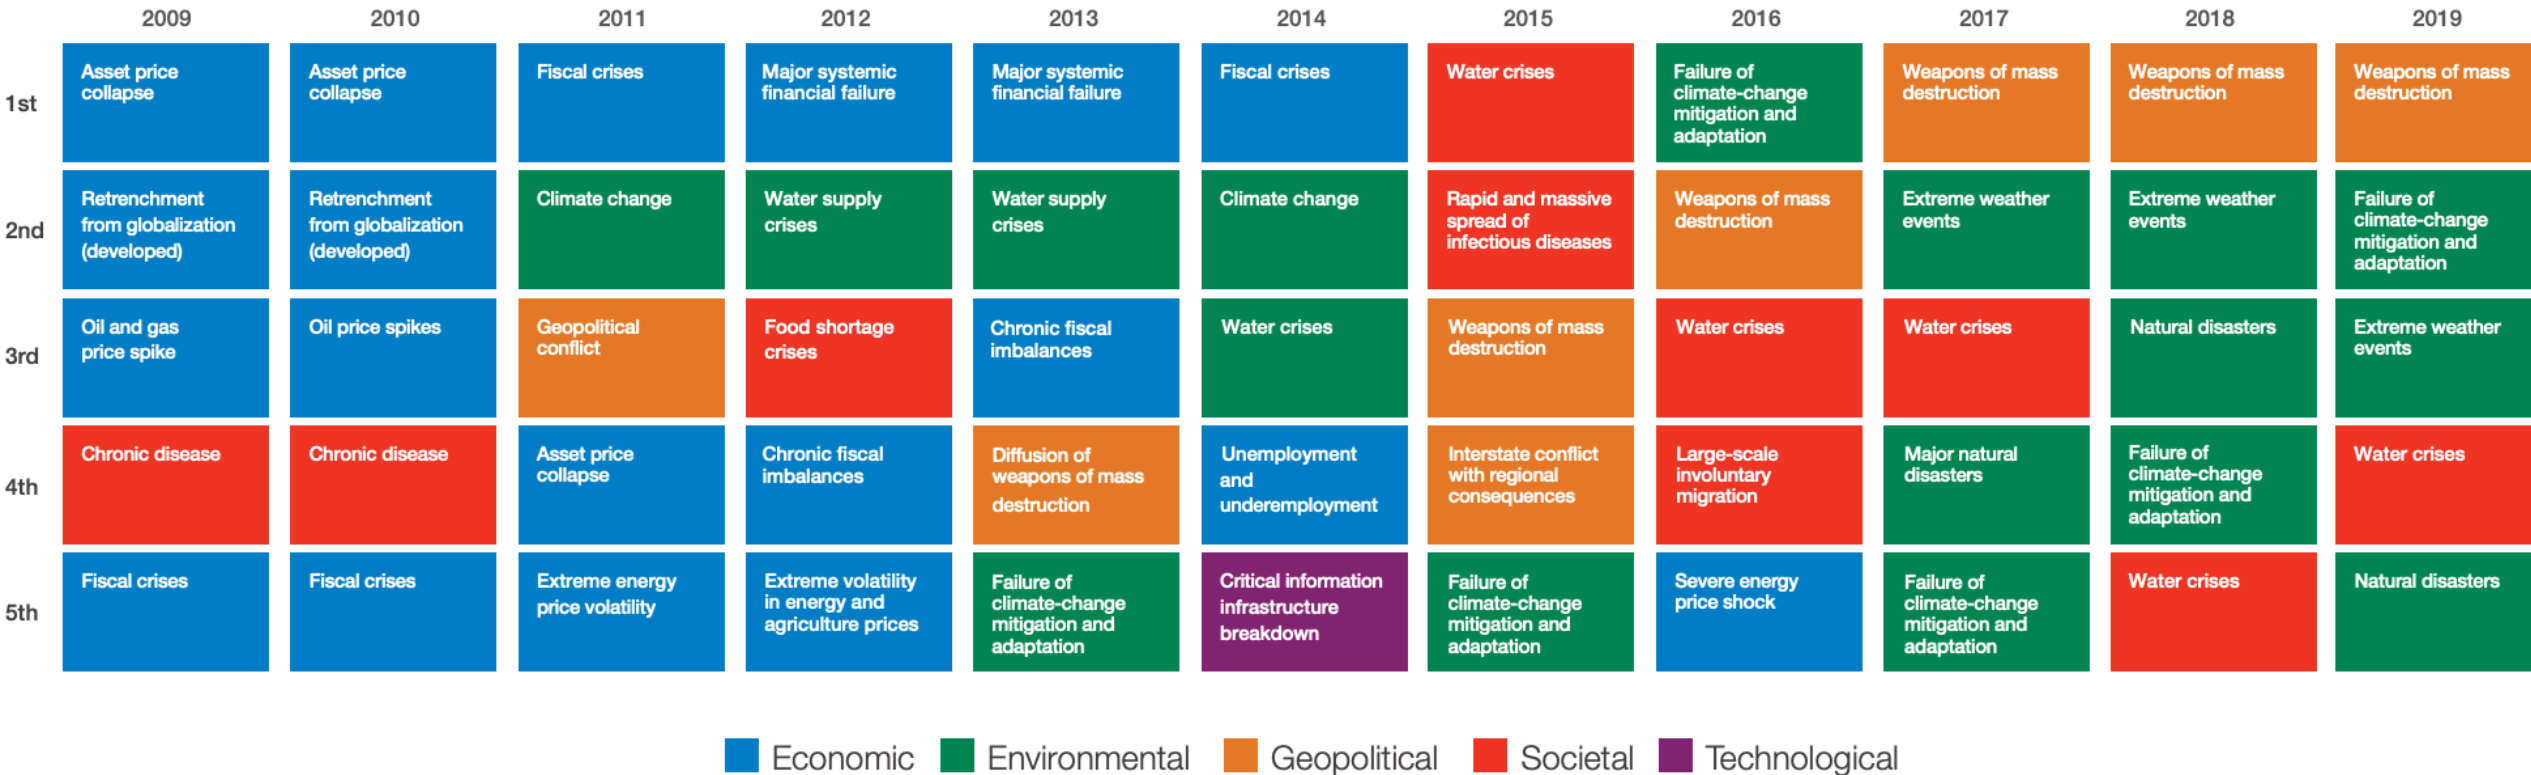 2009 2010 2011 2012 2013 2014 2015 2016 2017 2018 2019
1st
Asset price
collapse
Asset price
collapse
Fiscal crises
Major systemic
financial failure
Major systemic
financial failure
Fiscal crises
Water crises
Failure of
climate-change
mitigation and
adaptation
Weapons of mass
destruction
Weapons of mass
destruction
Weapons of mass
destruction
2nd
Retrenchment
from globalization
(developed)
Retrenchment
from globalization
(developed)
Climate change
Water supply
crises
Water supply
crises
Climate change
Rapid and massive
spread of
infectious diseases
Weapons of mass
destruction
Extreme weather
events
Extreme weather
events
Failure of
climate-change
mitigation and
adaptation
3rd
Oil and gas
price spike
Oil price spikes
Geopolitical
conflict
Food shortage
crises
Chronic fiscal
imbalances
Water crises
Weapons of mass
destruction
Water crises
Water crises
Natural disasters
Extreme weather
events
4th
Chronic disease
Chronic disease
Asset price
collapse
Chronic fiscal
imbalances
Diffusion of
weapons of mass
destruction
Unemployment
and
underemployment
Interstate conflict
with regional
consequences
Large-scale
involuntary
migration
Major natural
disasters
Failure of
climate-change
mitigation and
adaptation
Water crises
5th
Fiscal crises
Fiscal crises
Extreme energy
price volatility
Extreme volatility
in energy and
agriculture prices
Failure of
climate-change
mitigation and
adaptation
Critical information
infrastructure
breakdown
Failure of
climate-change
mitigation and
adaptation
Severe energy
price shock
Failure of
climate-change
mitigation and
adaptation
Water crises
Natural disasters
Economic Environmental Geopolitical Societal Technological